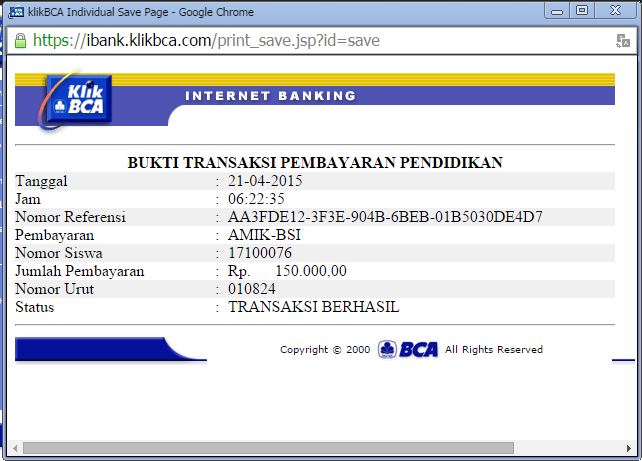 klikBCA Individual Save Page - Google Chrome
https://ibank.klikbca.com/print_save.jsp?id=save
Klik
BCA
INTERNET BANKING
BUKTI TRANSAKSI PEMBAYARAN PENDIDIKAN
Tanggal : 21-04-2015
Jam : 06:22:35
Nomor Referensi : AA3FDE12-3F3E-904B-6BEB-01B5030DE4D7
Pembayaran : AMIK-BSI
Nomor Siswa : 17100076
Jumlah Pembayaran : Rp. 150.000,00
Nomor Urut : 010824
Status : TRANSAKSI BERHASIL
Copyright © 2000 BCA All Rights Reserved